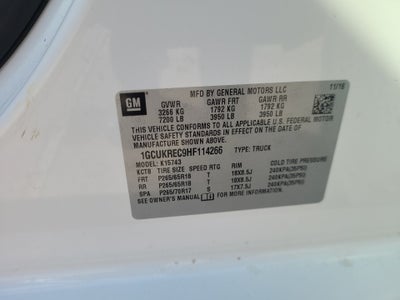 MFD BY GENERAL MOTORS LLC 11/16
GM GVWR GAWR FRT GAWR RR
3266 KG 1792 KG 1792 KG
7200 LB 3950 LB 3950 LB
THIS VEHICLE CONFORMS TO ALL APPLICABLE U.S. FEDERAL MOTOR
VEHICLE SAFETY STANDARDS IN EFFECT ON THE DATE OF
MANUFACTURE SHOWN ABOVE.
1GCUKREC9HF114266 TYPE: TRUCK
MODEL: K15743
KCTB TIRE SIZE SPEED RTG RIM COLD TIRE PRESSURE
FRT P265/65R18 T 18X8.5J 240KPA(35PSI)
RR P265/65R18 T 18X8.5J 240KPA(35PSI)
SPA P265/70R17 S 17X7.5J 240KPA(35PSI)
SEE OWNER'S MANUAL